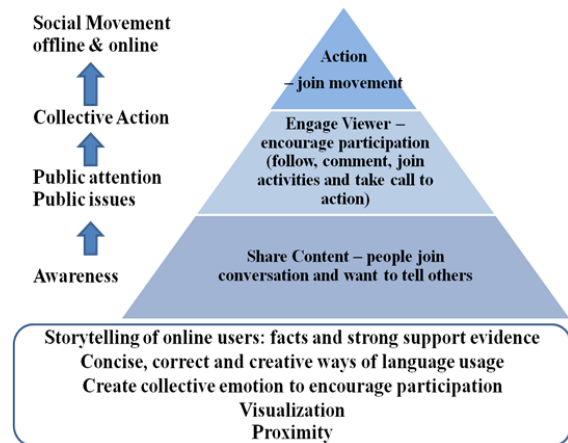 Social Movement
offline & online
Collective Action
Public attention
Public issues
Awareness
Action
– join movement
Engage Viewer –
encourage participation
(follow, comment, join
activities and take call to
action)
Share Content – people join
conversation and want to tell others
Storytelling of online users: facts and strong support evidence
Concise, correct and creative ways of language usage
Create collective emotion to encourage participation
Visualization
Proximity